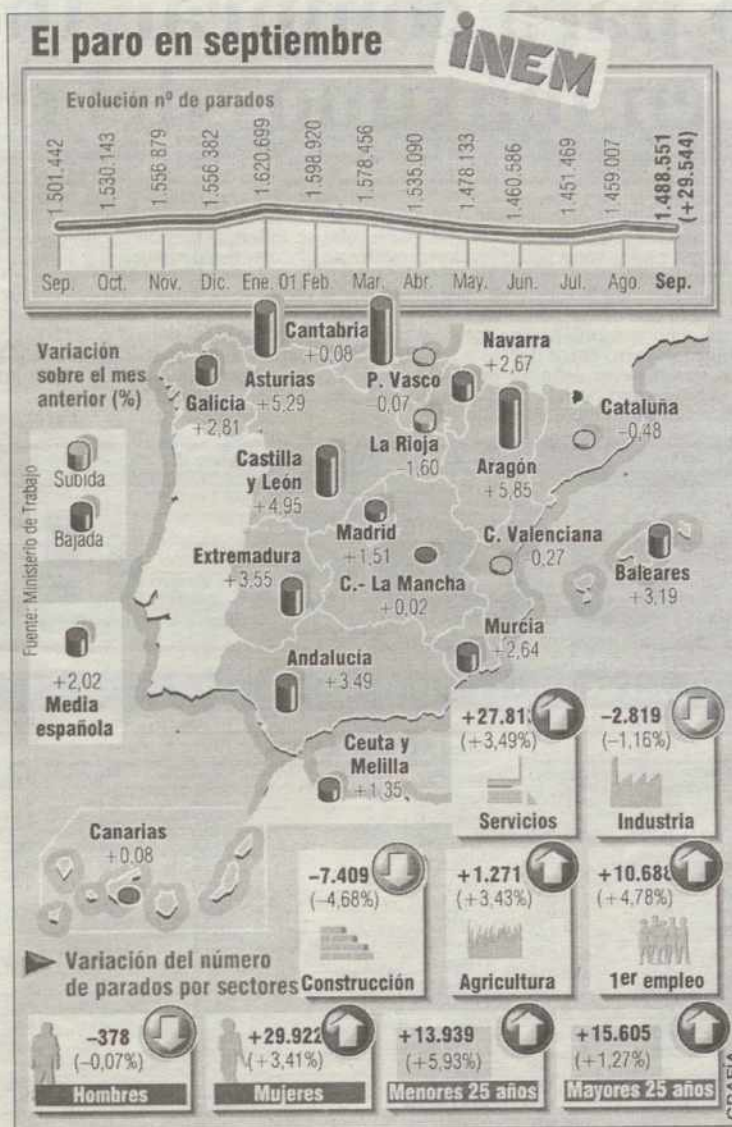 El paro en septiembre
INEM
Evolución nº de parados
1.501.442
1.530.143
1.556.879
1.556.382
1.620.699
1.598.920
1.578.456
1.535.090
1.478.133
1.460.586
1.451.469
1.459.007
1.488.551
(+29.544)
Sep. Oct. Nov. Dic. Ene. 01 Feb. Mar. Abr. May. Jun. Jul. Ago. Sep.
Variación
sobre el mes
anterior (%)
Subida
Bajada
+2,02
Media
española
Fuente: Ministerio de Trabajo
Galicia
+2,81
Asturias
+5,29
Cantabria
+0,08
P. Vasco
-0,07
Navarra
+2,67
La Rioja
-1,60
Aragón
+5,85
Cataluña
-0,48
Castilla
y León
+4,95
Madrid
+1,51
C. Valenciana
-0,27
Extremadura
+3,55
C.- La Mancha
+0,02
Baleares
+3,19
Murcia
+2,64
Andalucía
+3,49
Ceuta y
Melilla
+1,35
Canarias
+0,08
+27.813
(+3,49%)
Servicios
-2.819
(-1,16%)
Industria
-7.409
(-4,68%)
Construcción
+1.271
(+3,43%)
Agricultura
+10.688
(+4,78%)
1er empleo
Variación del número
de parados por sectores
-378
(-0,07%)
Hombres
+29.922
(+3,41%)
Mujeres
+13.939
(+5,93%)
Menores 25 años
+15.605
(+1,27%)
Mayores 25 años